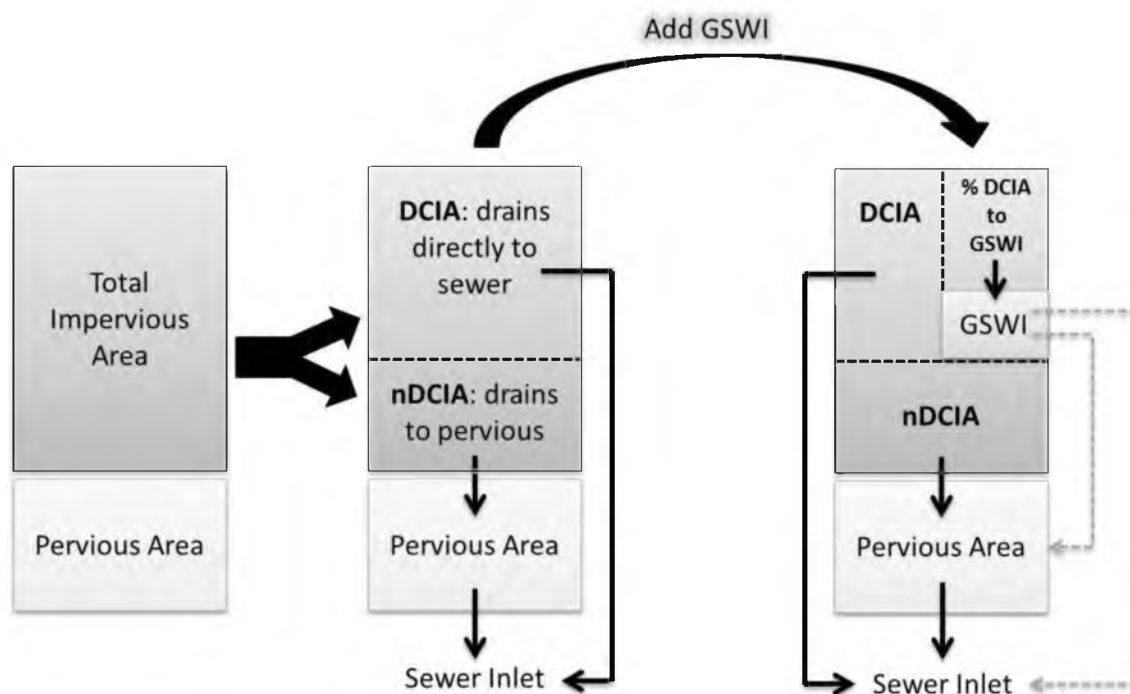 Add GSWI
Total
Impervious
Area
Pervious Area
DCIA: drains
directly to
sewer
nDCIA: drains
to pervious
Pervious Area
Sewer Inlet
DCIA
% DCIA
to
GSWI
GSWI
nDCIA
Pervious Area
Sewer Inlet